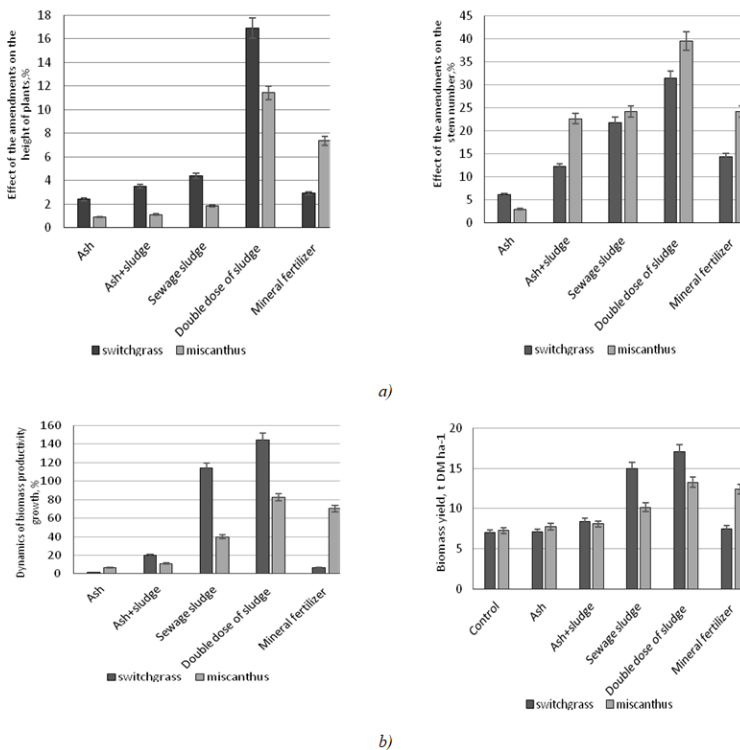 Effect of the amendments on the
height of plants,%
18
16
14
12
10
8
6
4
2
0
Ash
Ash+sludge
Sewage sludge
Double dose of sludge
Mineral fertilizer
switchgrass miscanthus
Effect of the amendments on the
stem number,%
45
40
35
30
25
20
15
10
5
0
Ash
Ash+sludge
Sewage sludge
Double dose of sludge
Mineral fertilizer
switchgrass miscanthus
a)
Dynamics of biomass productivity
growth, %
160
140
120
100
80
60
40
20
0
Ash
Ash+sludge
Sewage sludge
Double dose of sludge
Mineral fertilizer
switchgrass miscanthus
Biomass yield, t DM ha-1
20
15
10
5
0
Control
Ash
Ash+sludge
Sewage sludge
Double dose of sludge
Mineral fertilizer
switchgrass miscanthus
b)